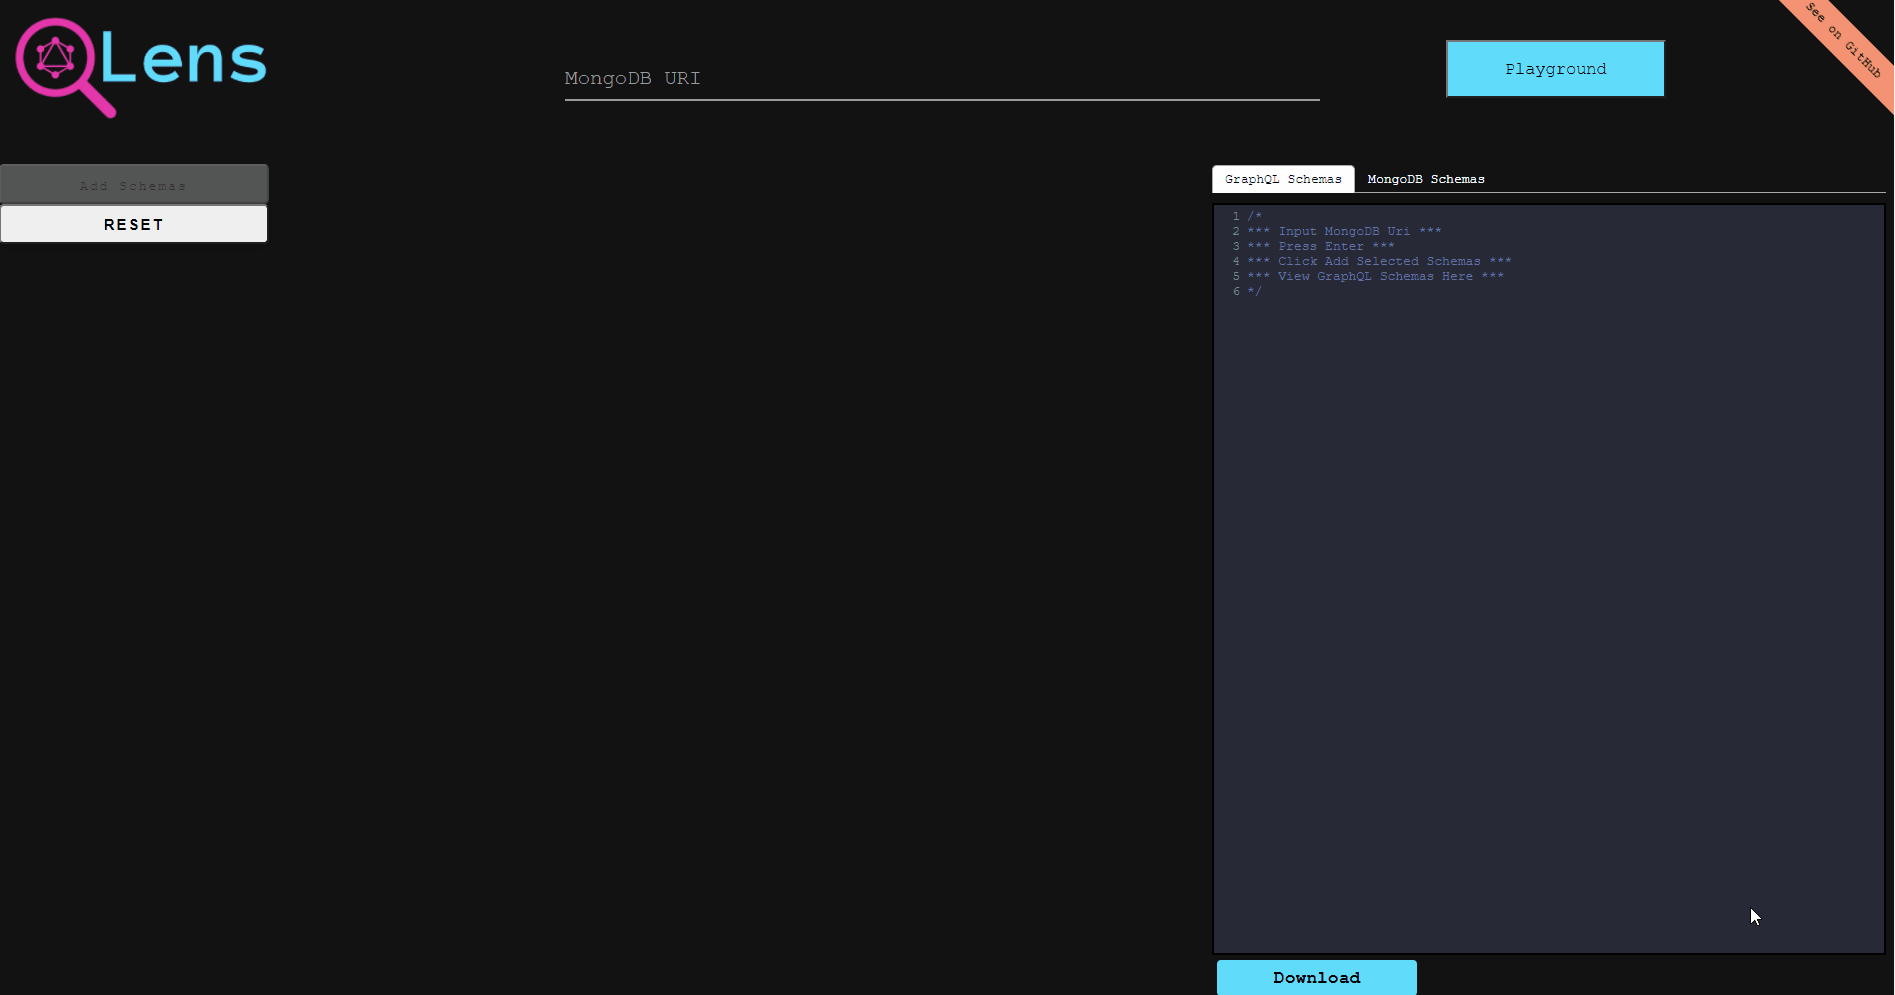 Lens
MongoDB URI
Playground
See on GitHub
Add Schemas
RESET
GraphQL Schemas
MongoDB Schemas
1 /*
2 *** Input MongoDB Uri ***
3 *** Press Enter ***
4 *** Click Add Selected Schemas ***
5 *** View GraphQL Schemas Here ***
6 */
Download